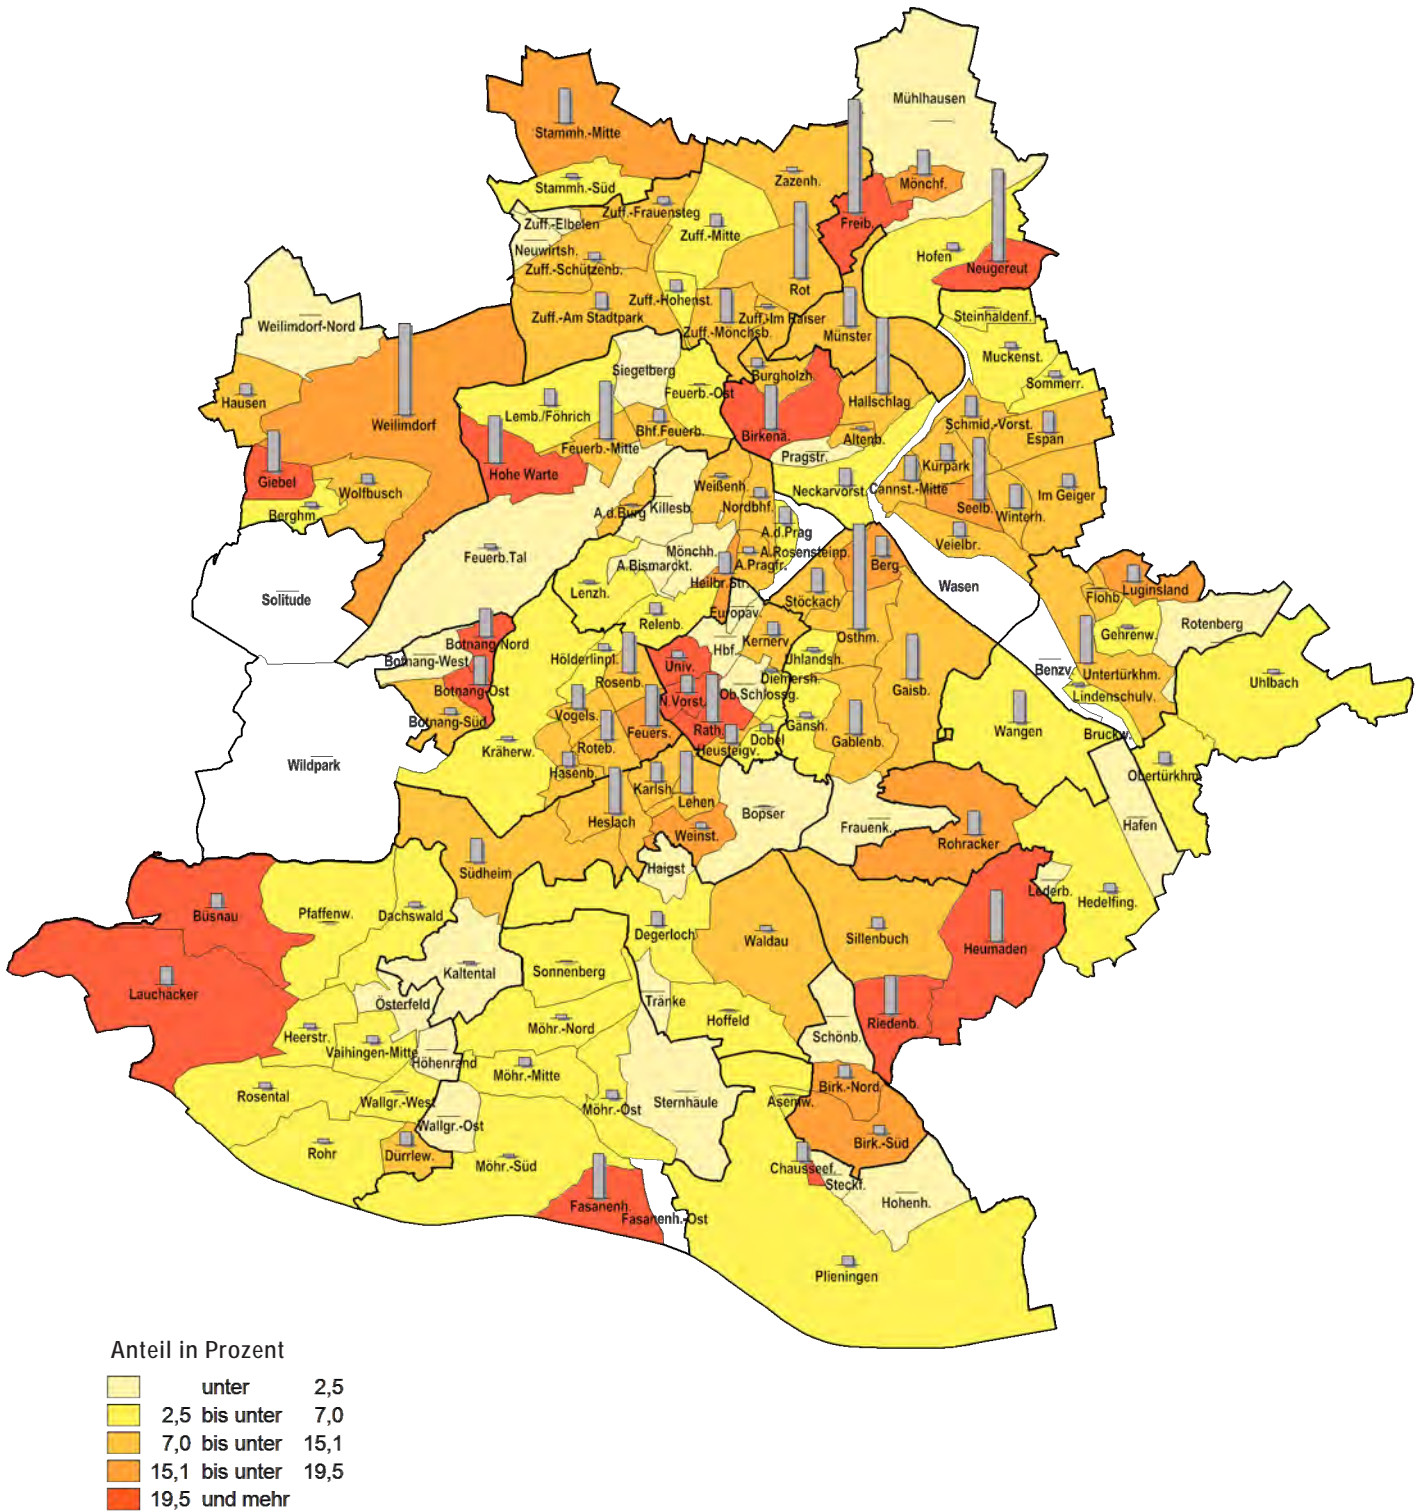 Mühlhausen
Stammh.-Mitte
Zazenh.
Mönchf.
Stammh.-Süd
Zuff.-Frauensteg
Zuff.-Elbelen
Freib.
Zuff.-Mitte
Neuwirtsh.
Hofen
Zuff.-Schützenb.
Neugereut
Rot
Zuff.-Hohenst.
Zuff.-Am Stadtpark
Zuff.-Im Raiser
Steinhaldenf.
Weilimdorf-Nord
Zuff.-Mönchsb.
Münster
Muckenst.
Siegelberg
Burgholzh.
Sommerr.
Feuerb.-Ost
Hausen
Hallschlag
Lemb./Föhrich
Weilimdorf
Schmid.-Vorst.
Bhf.Feuerb.
Birkenä.
Altenb.
Espan
Feuerb.-Mitte
Pragstr.
Kurpark
Hohe Warte
Giebel
Weißenh.
Neckarvorst.
Cannst.-Mitte
Wolfbusch
Im Geiger
Killesb.
Nordbhf.
Seelb.
Winterh.
Berghm.
A.d.Burg
A.d.Prag
Veielbr.
Feuerb.Tal
Mönchh.
A.Rosensteinp.
A.Bismarckt.
A.Pragfr.
Berg
Heilbr.Str.
Wasen
Luginsland
Lenzh.
Flohb.
Solitude
Stöckach
Europav.
Relenb.
Rotenberg
Gehrenw.
Kernerv.
Osthm.
Botnang-Nord
Hbf.
Hölderlinpl.
Uhlandsh.
Botnang-West
Univ.
Benzv.
Untertürkhm.
Diemersh.
Rosenb.
Uhlbach
Botnang-Ost
Gaisb.
Ob.Schlossg.
Lindenschulv.
N.Vorst.
Vogels.
Botnang-Süd
Gänsh.
Rath.
Wangen
Feuers.
Bruckw.
Dobel
Gablenb.
Roteb.
Kräherw.
Heusteigv.
Wildpark
Hasenb.
Obertürkhm.
Karlsh.
Lehen
Bopser
Heslach
Frauenk.
Hafen
Weinst.
Rohracker
Haigst
Südheim
Lederb.
Hedelfing.
Büsnau
Pfaffenw.
Dachswald
Degerloch
Waldau
Sillenbuch
Heumaden
Kaltental
Sonnenberg
Lauchäcker
Österfeld
Tränke
Hoffeld
Riedenb.
Möhr.-Nord
Heerstr.
Schönb.
Vaihingen-Mitte
Höhenrand
Möhr.-Mitte
Birk.-Nord
Rosental
Wallgr.-West
Sternhäule
Asemw.
Möhr.-Ost
Wallgr.-Ost
Birk.-Süd
Rohr
Dürrlew.
Möhr.-Süd
Chausseef.
Steckf.
Hohenh.
Fasanenh.
Fasanenh.-Ost
Plieningen
Anteil in Prozent
unter 2,5
2,5 bis unter 7,0
7,0 bis unter 15,1
15,1 bis unter 19,5
19,5 und mehr